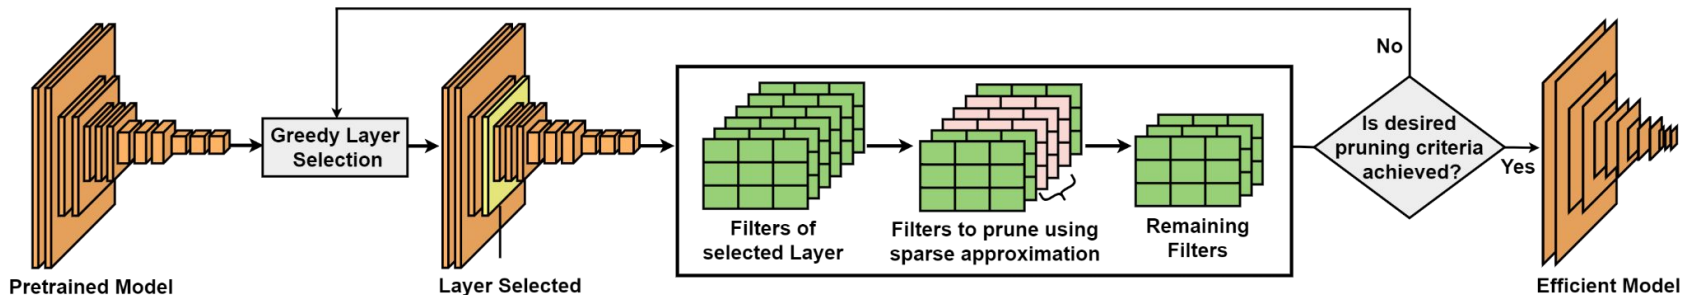 Pretrained Model
Greedy Layer
Selection
Layer Selected
Filters of
selected Layer
Filters to prune using
sparse approximation
Remaining
Filters
Is desired
pruning criteria
achieved?
No
Yes
Efficient Model